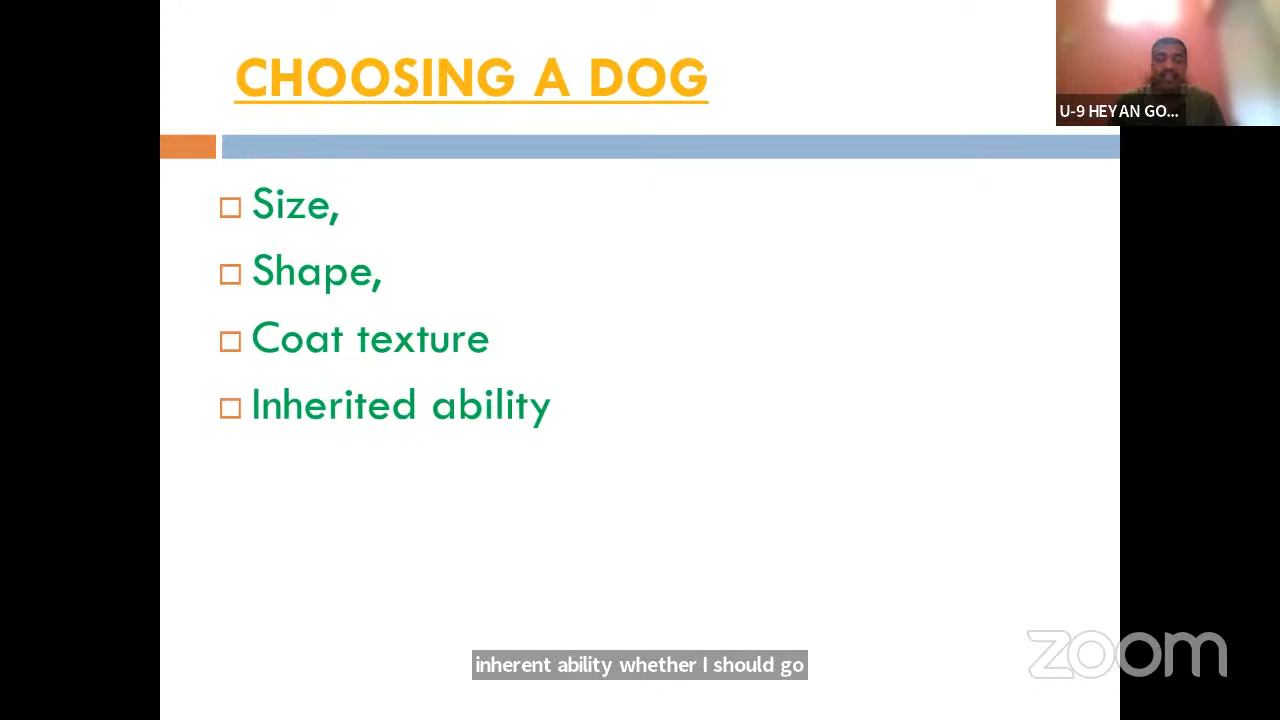 CHOOSING A DOG
U-9 HEYAN GO...
Size,
Shape,
Coat texture
Inherited ability
inherent ability whether I should go
zoom